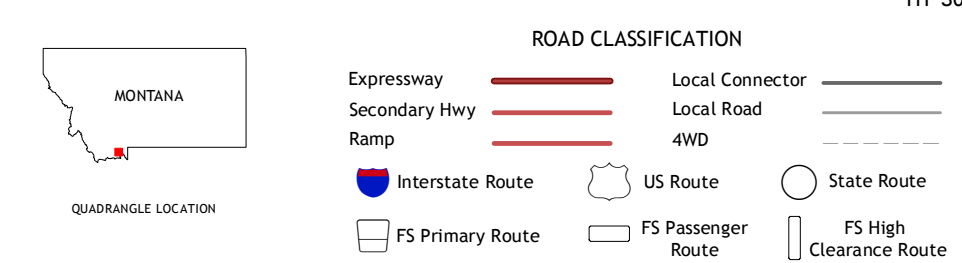 ROAD CLASSIFICATION
MONTANA
QUADRANGLE LOCATION
Expressway
Local Connector
Secondary Hwy
Local Road
Ramp
4WD
Interstate Route
US Route
State Route
FS Primary Route
FS Passenger
Route
FS High
Clearance Route